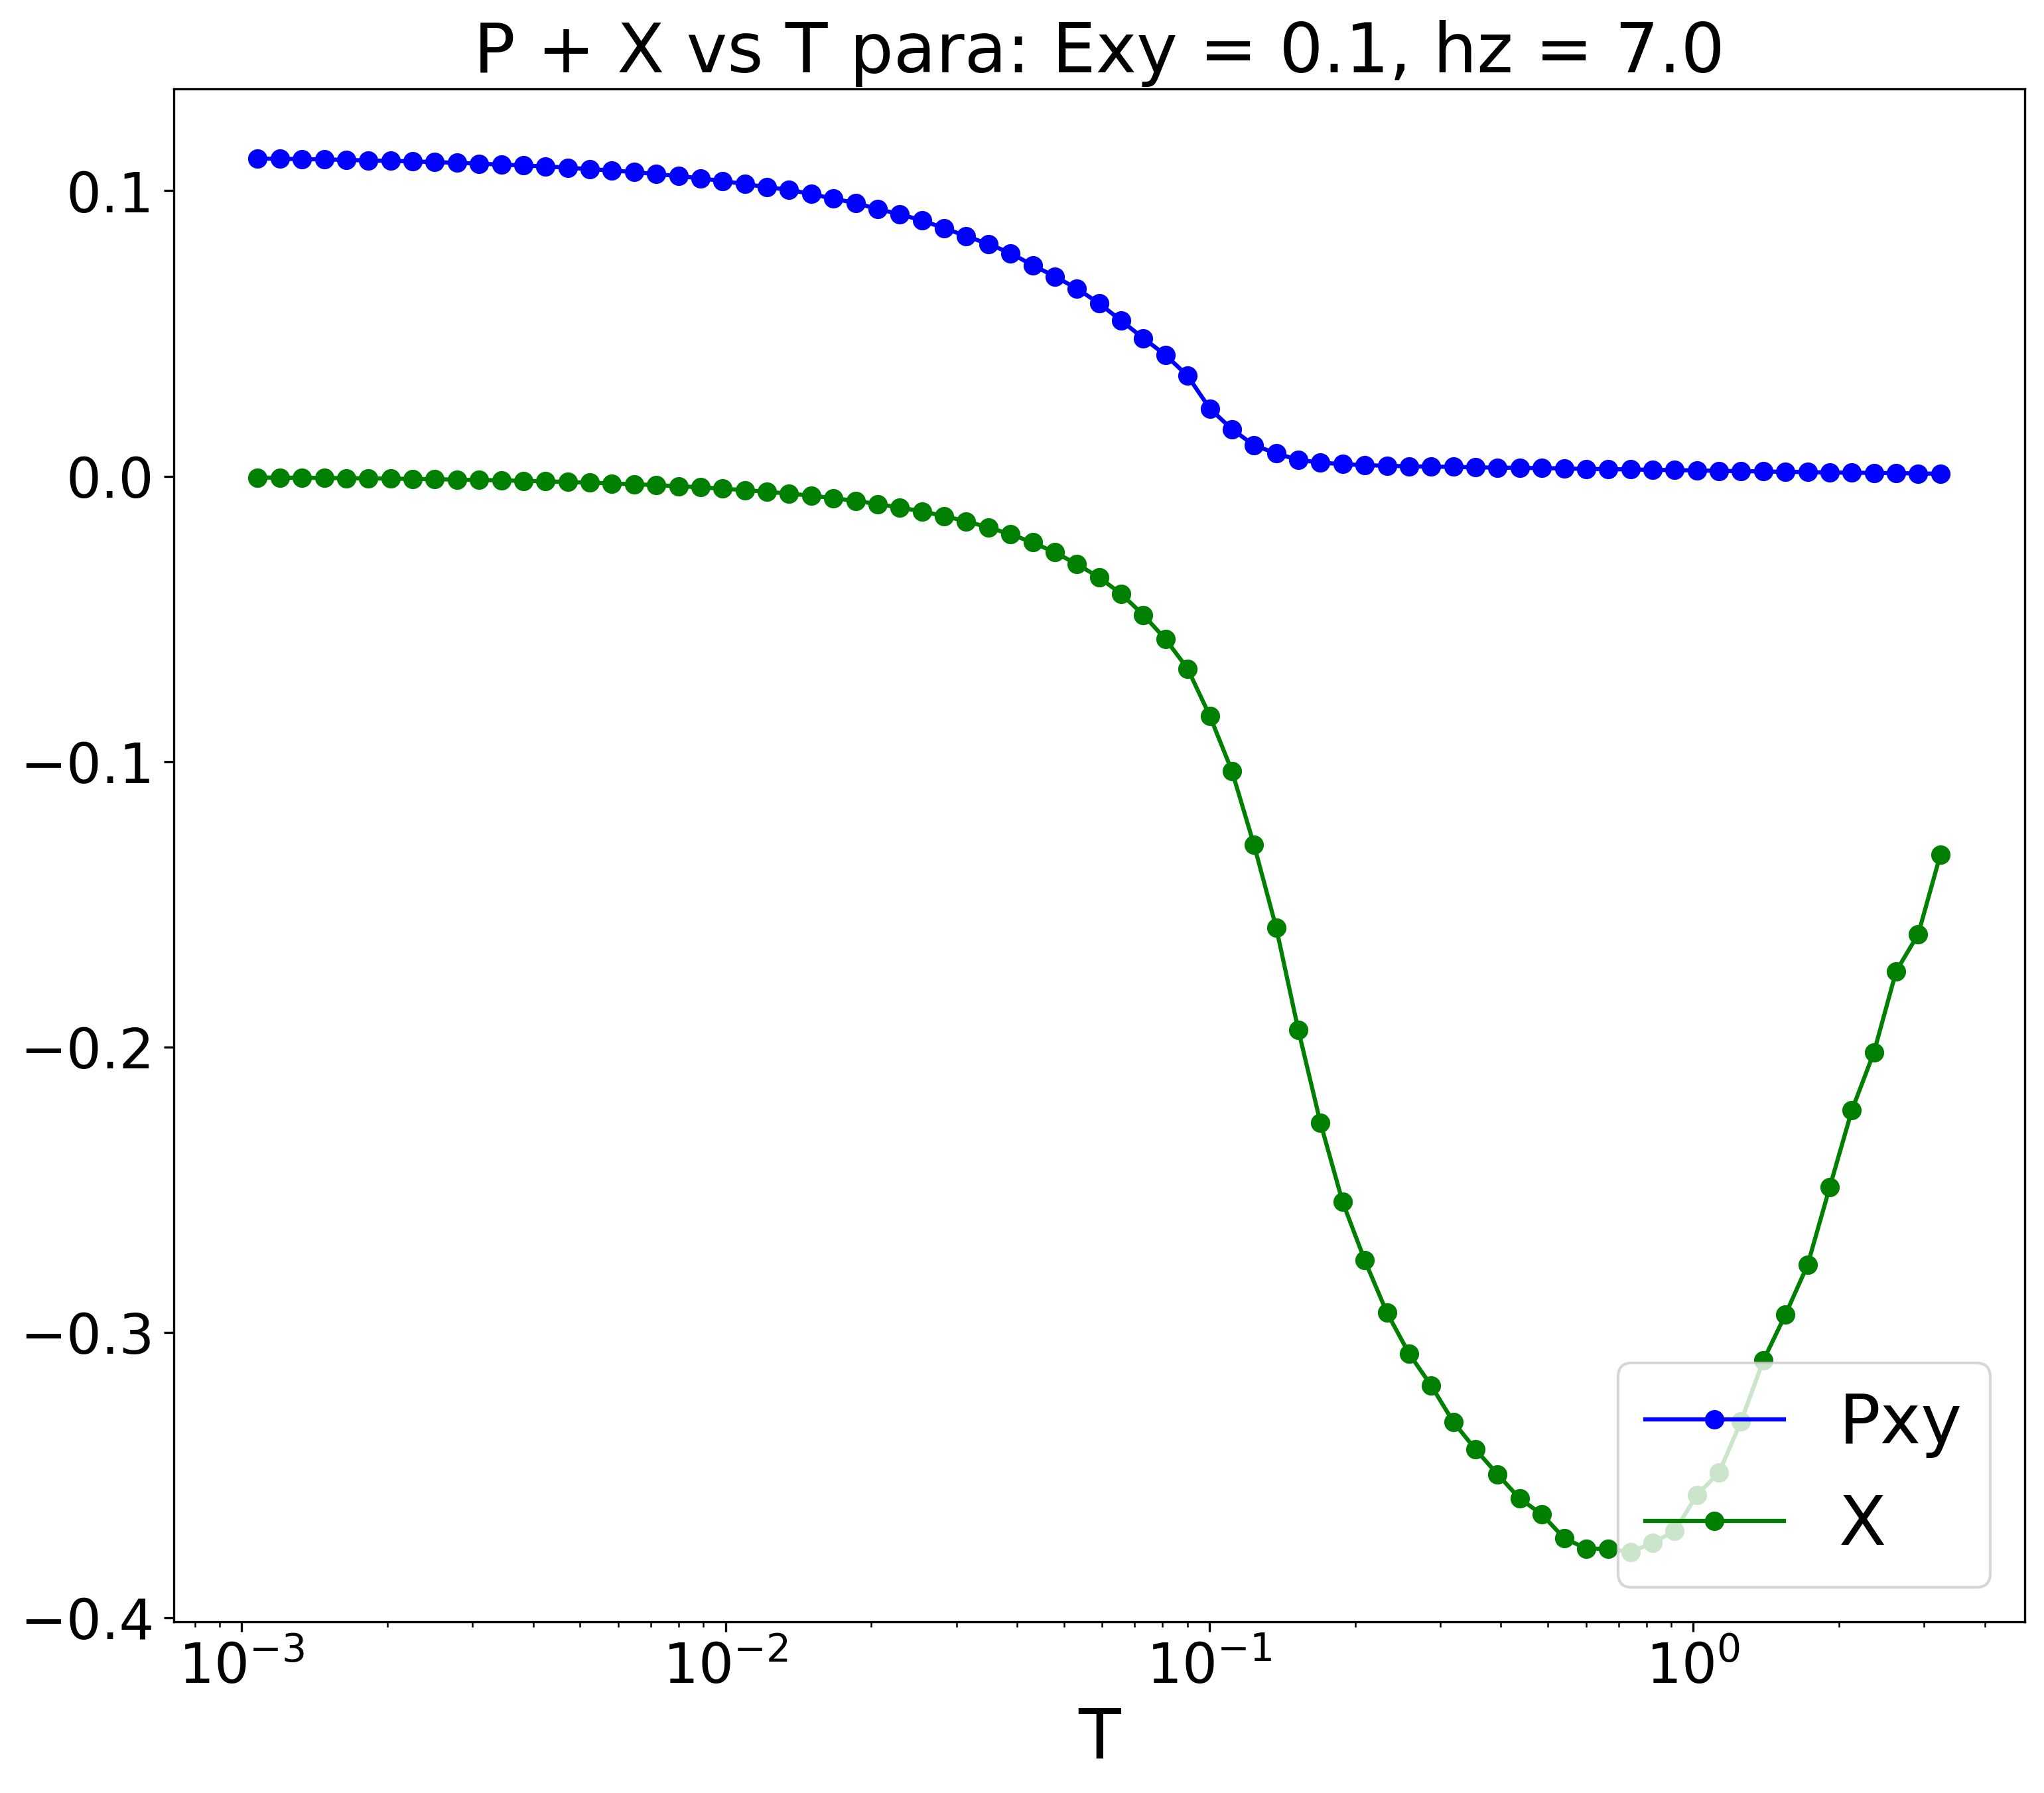 P + X vs T para: Exy = 0.1, hz = 7.0
0.1
0.0
−0.1
−0.2
−0.3
−0.4
10⁻³ 10⁻² 10⁻¹ 10⁰
T
Pxy
X